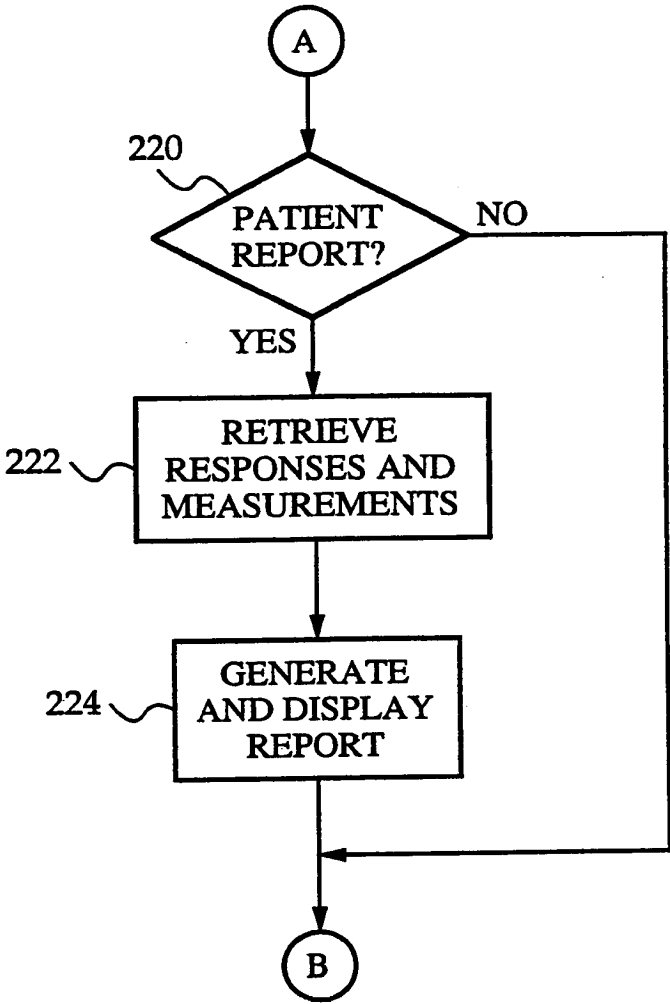 A
220
PATIENT
REPORT?
NO
YES
222
RETRIEVE
RESPONSES AND
MEASUREMENTS
224
GENERATE
AND DISPLAY
REPORT
B